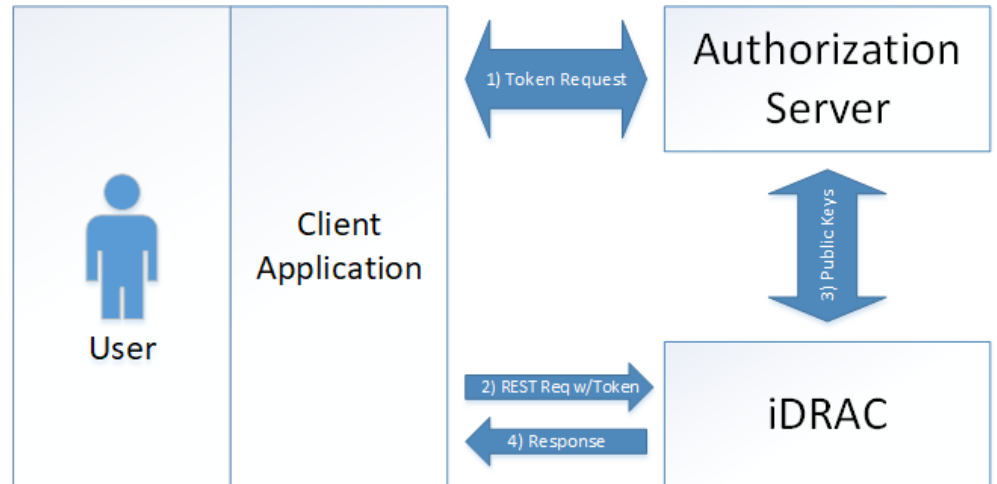 1) Token Request
Authorization
Server
Client
Application
3) Public Keys
User
2) REST Req w/Token
iDRAC
4) Response